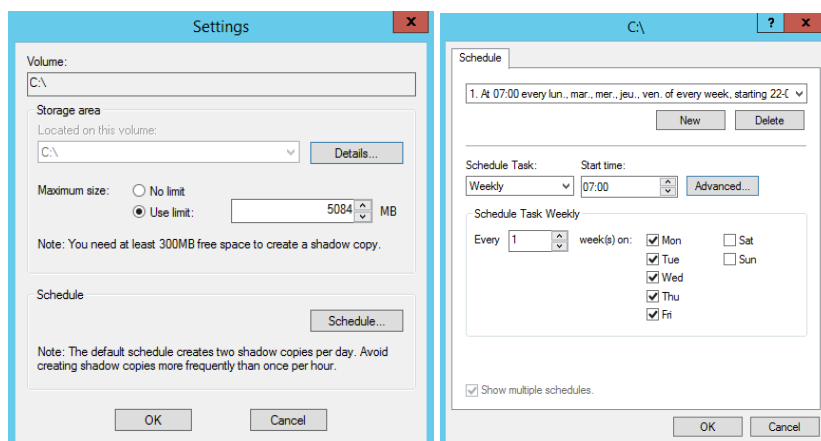 Settings
x
Volume:
C:\
Storage area
Located on this volume:
C:\
Details...
Maximum size:
No limit
Use limit:
5084
MB
Note: You need at least 300MB free space to create a shadow copy.
Schedule
Schedule...
Note: The default schedule creates two shadow copies per day. Avoid
creating shadow copies more frequently than once per hour.
OK
Cancel
C:\
?
x
Schedule
1. At 07:00 every lun., mar., mer., jeu., ven. of every week, starting
New
Delete
Schedule Task:
Start time:
Weekly
07:00
Advanced...
Schedule Task Weekly
Every
1
week(s) on:
Mon
Sat
Tue
Sun
Wed
Thu
Fri
Show multiple schedules.
OK
Cancel